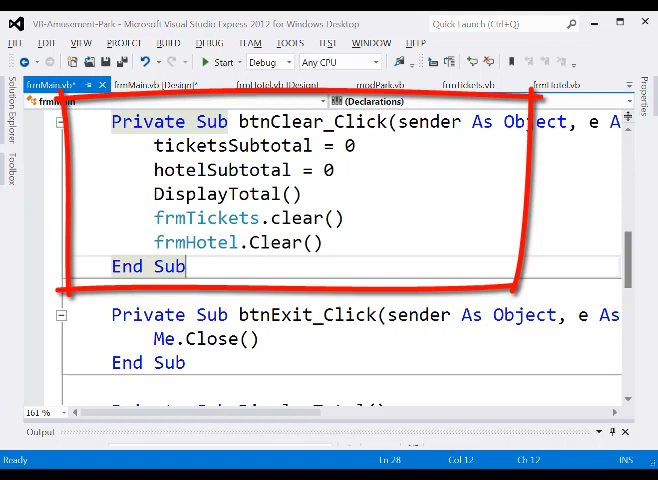 VB-Amusement-Park - Microsoft Visual Studio Express 2012 for Windows Desktop
Quick Launch (Ctrl+Q)
FILE EDIT VIEW PROJECT BUILD DEBUG TEAM TOOLS TEST WINDOW HELP
Start Debug Any CPU
frmMain.vb* frmMain.vb [Design]* frmHotel.vb [Design] modPark.vb frmTickets.vb frmHotel.vb
frmMain (Declarations)
Solution Explorer
Toolbox
Properties
Private Sub btnClear_Click(sender As Object, e A
ticketsSubtotal = 0
hotelSubtotal = 0
DisplayTotal()
frmTickets.clear()
frmHotel.Clear()
End Sub
Private Sub btnExit_Click(sender As Object, e As
Me.Close()
End Sub
161 %
Output
Ready Ln 28 Col 12 Ch 12 INS